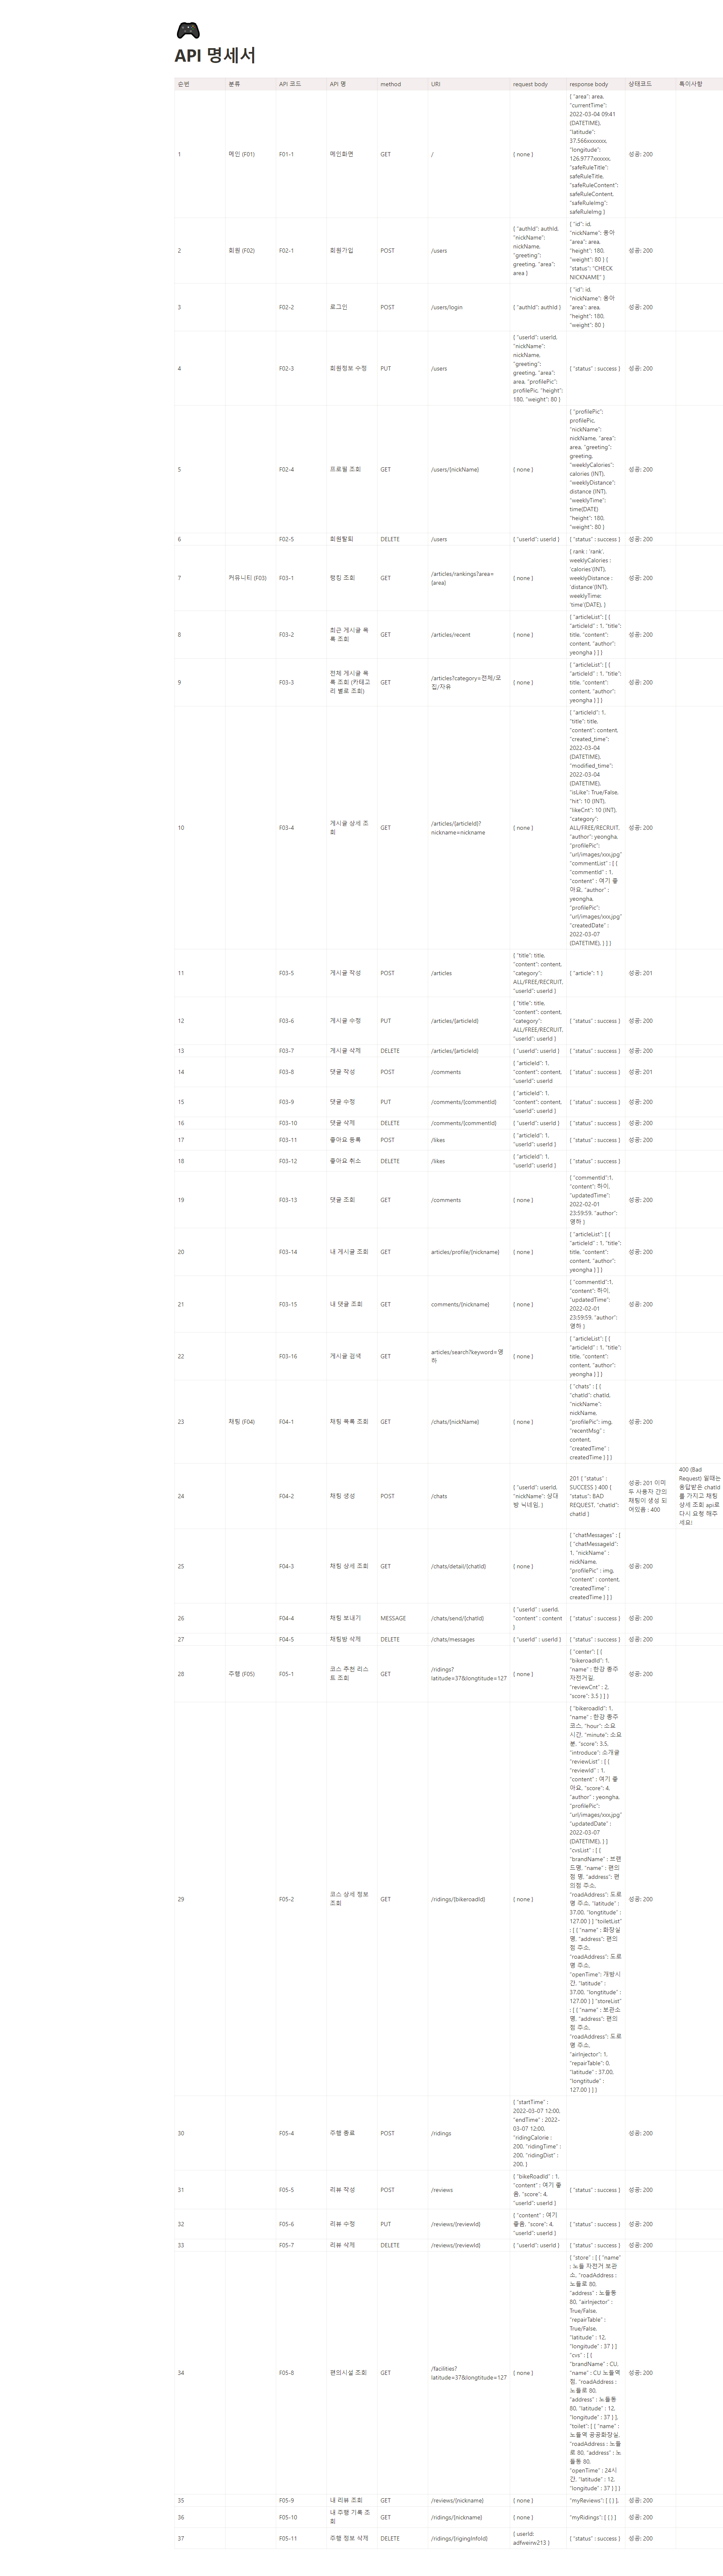 API 명세서
순번 분류 API 코드 API 명 method URI request body response body 상태코드 특이사항
1 메인 (F01) F01-1 메인화면 GET / { none } { "area": area, "currentTime": 2022-03-04 09:41 (DATETIME), "latitude": 37.566xxxxxxx, "longitude": 126.9777xxxxxx, "safeRuleTitle": safeRuleTitle, "safeRuleContent": safeRuleContent, "safeRuleImg": safeRuleImg } 성공: 200
2 회원 (F02) F02-1 회원가입 POST /users { "authId": authId, "nickName": nickName, "greeting": greeting, "area": area } { "id": id, "nickName": 몽아 "area": area, "height": 180, "weight": 80 } { "status": "CHECK NICKNAME" } 성공: 200
3 F02-2 로그인 POST /users/login { "authId": authId } { "id": id, "nickName": 몽아 "area": area, "height": 180, "weight": 80 } 성공: 200
4 F02-3 회원정보 수정 PUT /users { "userId": userId, "nickName": nickName, "greeting": greeting, "area": area, "profilePic": profilePic, "height": 180, "weight": 80 } { "status" : success } 성공: 200
5 F02-4 프로필 조회 GET /users/{nickName} { none } { "profilePic": profilePic, "nickName": nickName, "area": area, "greeting": greeting, "weeklyCalories": calories (INT), "weeklyDistance": distance (INT), "weeklyTime": time(DATE) "height": 180, "weight": 80 } 성공: 200
6 F02-5 회원탈퇴 DELETE /users { "userId": userId } { "status" : success } 성공: 200
7 커뮤니티 (F03) F03-1 랭킹 조회 GET /articles/rankings?area={area} { none } { rank : 'rank', weeklyCalories : 'calories'(INT), weeklyDistance : 'distance'(INT), weeklyTime: 'time'(DATE), } 성공: 200
8 F03-2 최근 게시글 목록 조회 GET /articles/recent { none } { "articleList": [ { "articleId" : 1, "title": title, "content": content, "author": yeongha } ] } 성공: 200
9 F03-3 전체 게시글 목록 조회 (카테고리 별로 조회) GET /articles?category=전체/모집/자유 { none } { "articleList": [ { "articleId" : 1, "title": title, "content": content, "author": yeongha } ] } 성공: 200
10 F03-4 게시글 상세 조회 GET /articles/{articleId}?nickname=nickname { none } { "articleId": 1, "title": title, "content": content, "created_time": 2022-03-04 (DATETIME), "modified_time": 2022-03-04 (DATETIME), "isLike": True/False, "hit": 10 (INT), "likeCnt": 10 (INT), "category": ALL/FREE/RECRUIT, "author": yeongha, "profilePic": "url/images/xxx.jpg" "commentList" : [ { "commentId" : 1, "content" : 여기 좋아요, "author" : yeongha, "profilePic": "url/images/xxx.jpg" "createdDate" : 2022-03-07 (DATETIME), } ] } 성공: 200
11 F03-5 게시글 작성 POST /articles { "title": title, "content": content, "category": ALL/FREE/RECRUIT, "userId": userId } { "article": 1 } 성공: 201
12 F03-6 게시글 수정 PUT /articles/{articleId} { "title": title, "content": content, "category": ALL/FREE/RECRUIT, "userId": userId } { "status" : success } 성공: 200
13 F03-7 게시글 삭제 DELETE /articles/{articleId} { "userId": userId } { "status" : success } 성공: 200
14 F03-8 댓글 작성 POST /comments { "articleId": 1, "content": content, "userId": userId { "status" : success } 성공: 201
15 F03-9 댓글 수정 PUT /comments/{commentId} { "articleId": 1, "content": content, "userId": userId } { "status" : success } 성공: 200
16 F03-10 댓글 삭제 DELETE /comments/{commentId} { "userId": userId } { "status" : success } 성공: 200
17 F03-11 좋아요 등록 POST /likes { "articleId": 1, "userId": userId } { "status" : success } 성공: 200
18 F03-12 좋아요 취소 DELETE /likes { "articleId": 1, "userId": userId } { "status" : success }
19 F03-13 댓글 조회 GET /comments { none } { "commentId":1, "content": 하이, "updatedTime": 2022-02-01 23:59:59, "author": 영하 } 성공: 200
20 F03-14 내 게시글 조회 GET articles/profile/{nickname} { none } { "articleList": [ { "articleId" : 1, "title": title, "content": content, "author": yeongha } ] } 성공: 200
21 F03-15 내 댓글 조회 GET comments/{nickname} { none } { "commentId":1, "content": 하이, "updatedTime": 2022-02-01 23:59:59, "author": 영하 } 성공: 200
22 F03-16 게시글 검색 GET articles/search?keyword=영하 { none } { "articleList": [ { "articleId" : 1, "title": title, "content": content, "author": yeongha } ] }
23 채팅 (F04) F04-1 채팅 목록 조회 GET /chats/{nickName} { none } { "chats" : [ { "chatId": chatId, "nickName": nickName, "profilePic": img, "recentMsg" : content, "createdTime" : createdTime } ] } 성공: 200
24 F04-2 채팅 생성 POST /chats { "userId": userId, "nickName": 상대방 닉네임, } 201 { "status" : SUCCESS } 400 { "status": BAD REQUEST, "chatId": chatId } 성공: 201 이미 두 사용자 간의 채팅이 생성 되어있음 : 400 400 (Bad Request) 일때는 응답받은 chatId를 가지고 채팅 상세 조회 api로 다시 요청 해주세요!
25 F04-3 채팅 상세 조회 GET /chats/detail/{chatId} { none } { "chatMessages" : [ { "chatMessageId": 1, "nickName" : nickName, "profilePic" : img, "content" : content, "createdTime" : createdTime } ] } 성공: 200
26 F04-4 채팅 보내기 MESSAGE /chats/send/{chatId} { "userId" : userId, "content" : content } { "status" : success } 성공: 200
27 F04-5 채팅방 삭제 DELETE /chats/messages { "userId" : userId } { "status" : success } 성공: 200
28 주행 (F05) F05-1 코스 추천 리스트 조회 GET /ridings?latitude=37&longtitude=127 { none } { "center": [ { "bikeroadId": 1, "name" : 한강 종주 자전거길, "reviewCnt" : 2, "score": 3.5 } ] } 성공: 200
29 F05-2 코스 상세 정보 조회 GET /ridings/{bikeroadId} { none } { "bikeroadId": 1, "name" : 한강 종주 코스, "hour": 소요 시간, "minute": 소요 분, "score": 3.5, "introduce": 소개글 "reviewList" : [ { "reviewId" : 1, "content" : 여기 좋아요, "score": 4, "author" : yeongha, "profilePic": "url/images/xxx.jpg" "updatedDate" : 2022-03-07 (DATETIME), } ] "cvsList" : [ { "brandName" : 브랜드명, "name" : 편의점 명, "address": 편의점 주소, "roadAddress": 도로명 주소, "latitude" : 37.00, "longtitude" : 127.00 } ] "toiletList" : [ { "name" : 화장실 명, "address": 편의점 주소, "roadAddress": 도로명 주소, "openTime": 개방시간, "latitude" : 37.00, "longtitude" : 127.00 } ] "storeList" : [ { "name" : 보관소 명, "address": 편의점 주소, "roadAddress": 도로명 주소, "airInjector": 1, "repairTable": 0, "latitude" : 37.00, "longtitude" : 127.00 } ] } 성공: 200
30 F05-4 주행 종료 POST /ridings { "startTime" : 2022-03-07 12:00, "endTime" : 2022-03-07 12:00, "ridingCalorie : 200, "ridingTime" : 200, "ridingDist" : 200, } 성공: 200
31 F05-5 리뷰 작성 POST /reviews { "bikeRoadId" : 1, "content" : 여기 좋음, "score": 4, "userId": userId } { "status" : success } 성공: 200
32 F05-6 리뷰 수정 PUT /reviews/{reviewId} { "content" : 여기 좋음, "score": 4, "userId": userId } { "status" : success } 성공: 200
33 F05-7 리뷰 삭제 DELETE /reviews/{reviewId} { "userId": userId } { "status" : success } 성공: 200
34 F05-8 편의시설 조회 GET /facilities?latitude=37&longtitude=127 { none } { "store" : [ { "name" : 노들 자전거 보관소, "roadAddress : 노들로 80, "address" : 노들동 80, "airInjector" : True/False, "repairTable" : True/False, "latitude" : 12, "longitude" : 37 } ] "cvs" : [ { "brandName" : CU, "name" : CU 노들역점, "roadAddress : 노들로 80, "address" : 노들동 80, "latitude" : 12, "longitude" : 37 } ], "toilet": [ { "name" : 노들역 공공화장실, "roadAddress : 노들로 80, "address" : 노들동 80, "openTime" : 24시간, "latitude" : 12, "longitude" : 37 } ] } 성공: 200
35 F05-9 내 리뷰 조회 GET /reviews/{nickname} { none } "myReviews": [ { } ], 성공: 200
36 F05-10 내 주행 기록 조회 GET /ridings/{nickname} { none } "myRidings": [ { } ] 성공: 200
37 F05-11 주행 정보 삭제 DELETE /ridings/{rigingInfoId} { userId: adfweirw213 } { "status" : success } 성공: 200